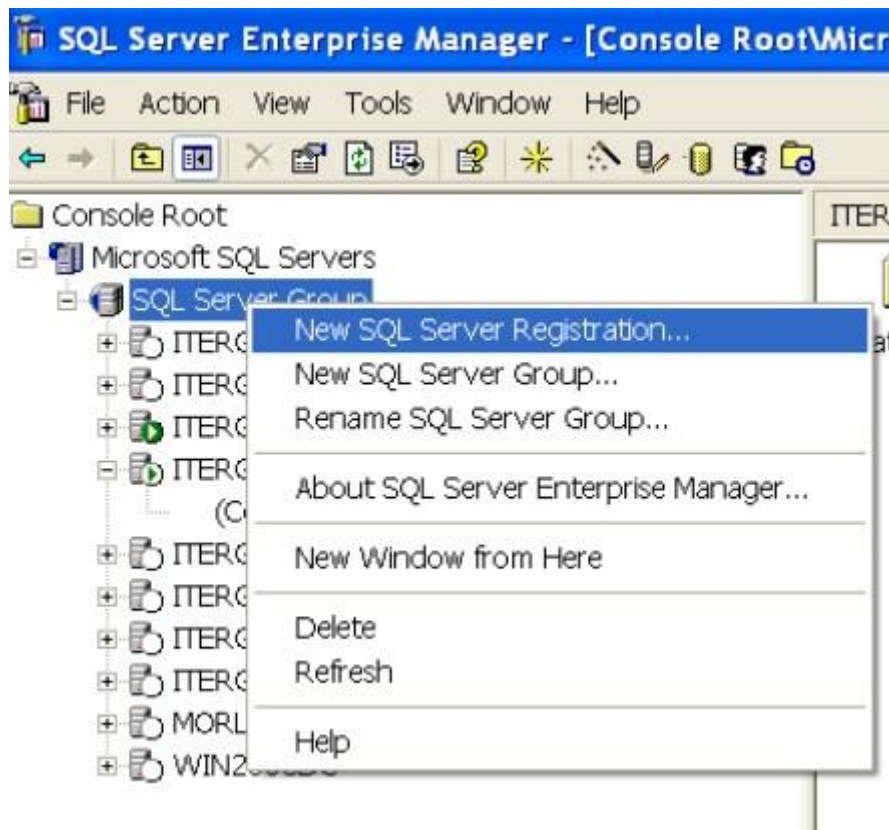 SQL Server Enterprise Manager - [Console Root\Micr
File Action View Tools Window Help
Console Root
Microsoft SQL Servers
SQL Server Group
New SQL Server Registration...
New SQL Server Group...
Rename SQL Server Group...
About SQL Server Enterprise Manager...
New Window from Here
Delete
Refresh
Help
ITERG
ITERG
ITERG
ITERG
(C
ITERG
ITERG
ITERG
ITERG
MORL
ITER